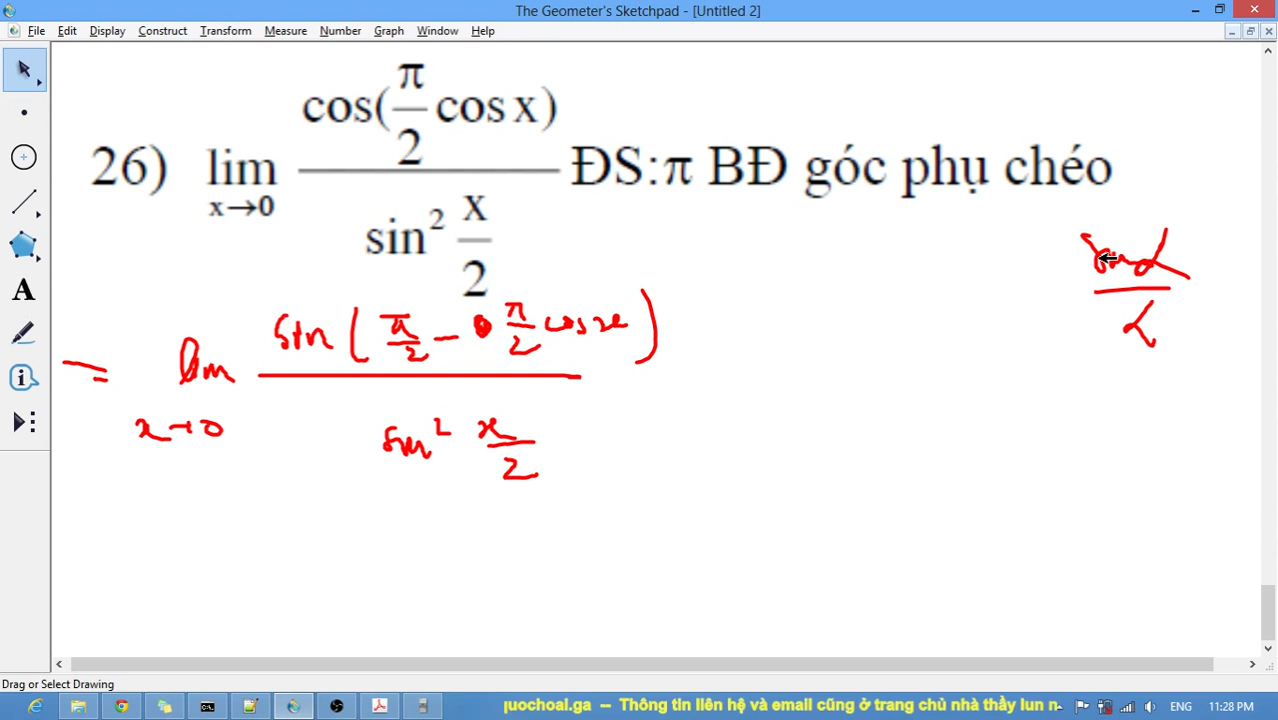 The Geometer's Sketchpad - [Untitled 2]
File Edit Display Construct Transform Measure Number Graph Window Help
26) lim x→0 cos(π/2 cos x) / sin² x/2 ĐS:π BĐ góc phụ chéo
sin α / α
= lim x→0 sin(π/2 - π/2 cos x) / sin² x/2
Drag or Select Drawing
uochoai.ga -- Thông tin liên hệ và email cũng ở trang chủ nhà thầy lun n
ENG 11:28 PM